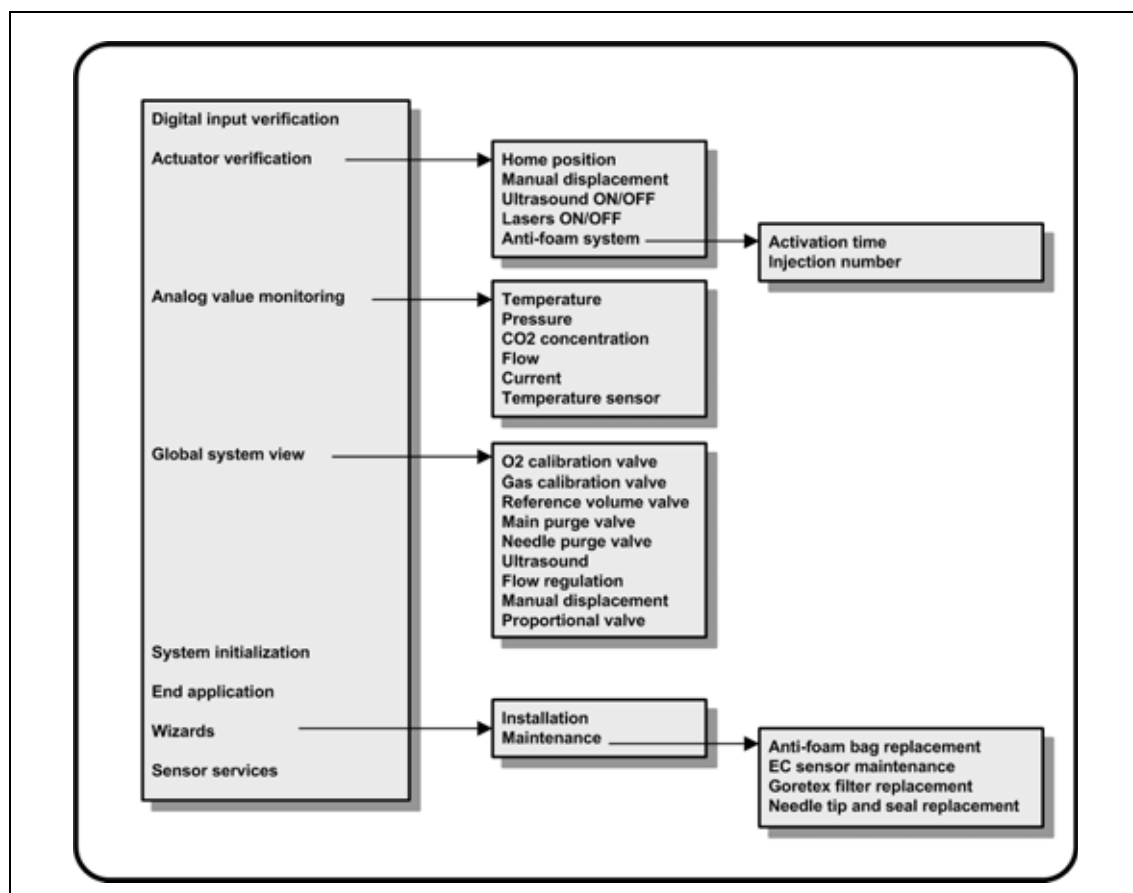 Digital input verification
Actuator verification
Home position
Manual displacement
Ultrasound ON/OFF
Lasers ON/OFF
Anti-foam system
Activation time
Injection number
Analog value monitoring
Temperature
Pressure
CO2 concentration
Flow
Current
Temperature sensor
Global system view
O2 calibration valve
Gas calibration valve
Reference volume valve
Main purge valve
Needle purge valve
Ultrasound
Flow regulation
Manual displacement
Proportional valve
System initialization
End application
Wizards
Installation
Maintenance
Anti-foam bag replacement
EC sensor maintenance
Goretex filter replacement
Needle tip and seal replacement
Sensor services